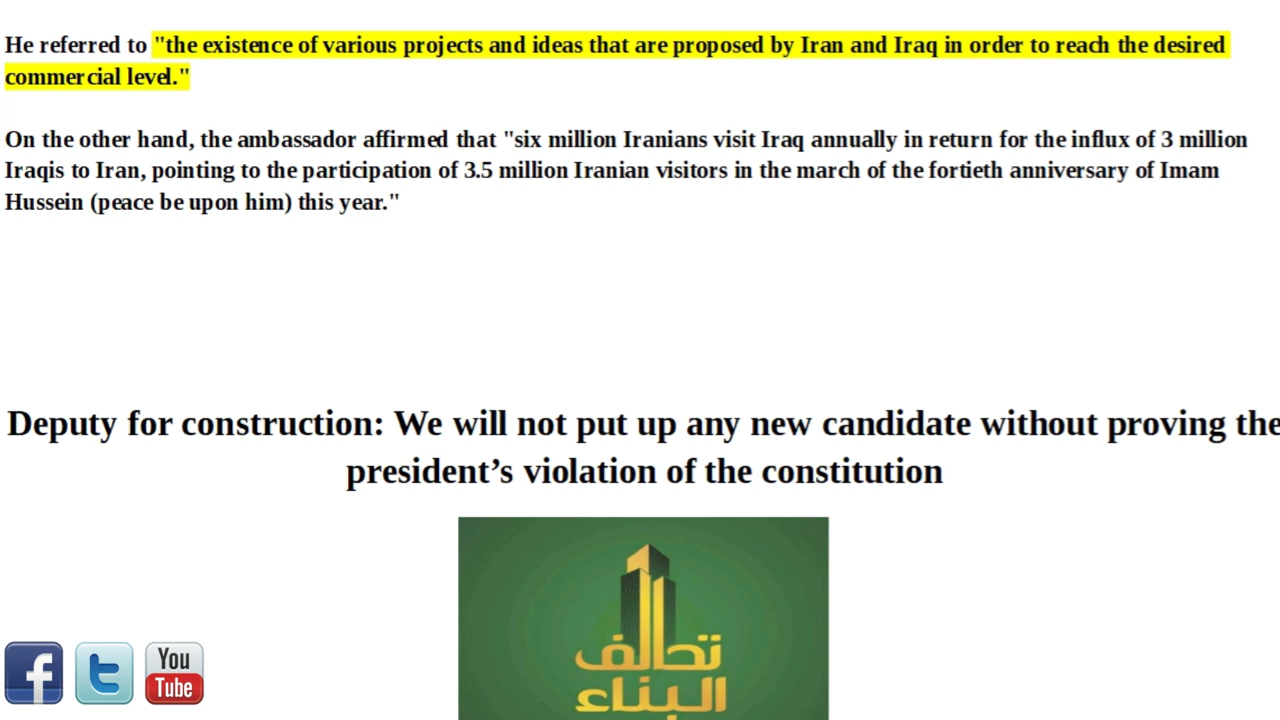 He referred to "the existence of various projects and ideas that are proposed by Iran and Iraq in order to reach the desired
commercial level."
On the other hand, the ambassador affirmed that "six million Iranians visit Iraq annually in return for the influx of 3 million
Iraqis to Iran, pointing to the participation of 3.5 million Iranian visitors in the march of the fortieth anniversary of Imam
Hussein (peace be upon him) this year."
Deputy for construction: We will not put up any new candidate without proving the
president’s violation of the constitution
تحالف
البناء
f
t
You
Tube